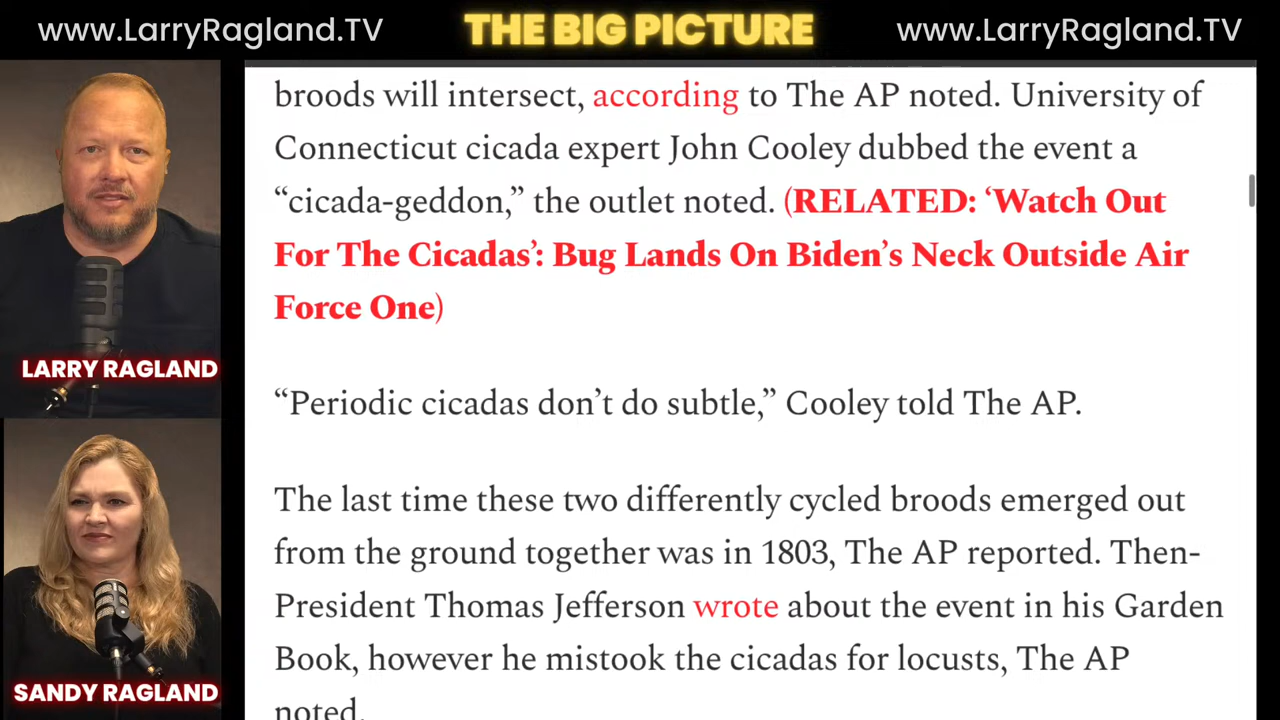 www.LarryRagland.TV
THE BIG PICTURE
www.LarryRagland.TV
broods will intersect, according to The AP noted. University of
Connecticut cicada expert John Cooley dubbed the event a
“cicada-geddon,” the outlet noted. (RELATED: ‘Watch Out
For The Cicadas’: Bug Lands On Biden’s Neck Outside Air
Force One)
“Periodic cicadas don’t do subtle,” Cooley told The AP.
The last time these two differently cycled broods emerged out
from the ground together was in 1803, The AP reported. Then-
President Thomas Jefferson wrote about the event in his Garden
Book, however he mistook the cicadas for locusts, The AP
noted.
LARRY RAGLAND
SANDY RAGLAND